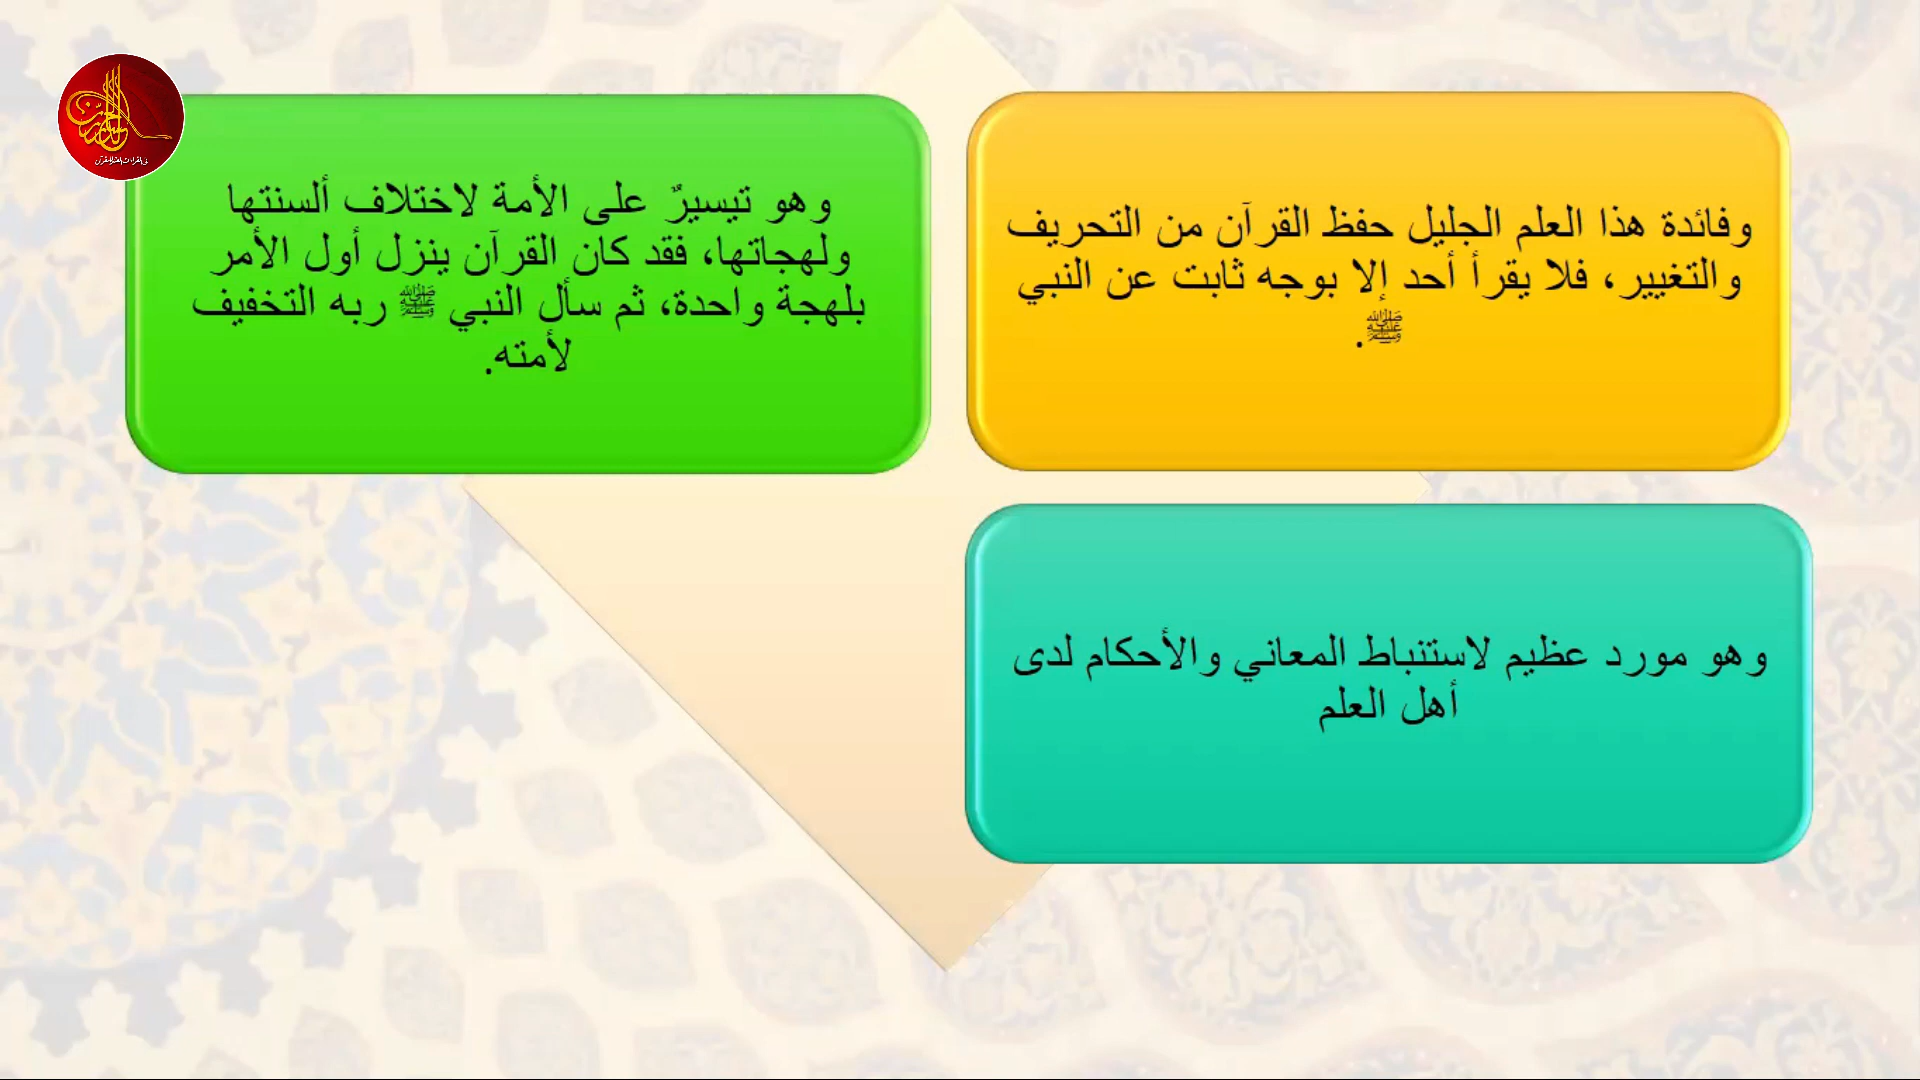 وفائدة هذا العلم الجليل حفظ القرآن من التحريف
والتغيير، فلا يقرأ أحد إلا بوجه ثابت عن النبي
ﷺ.
وهو تيسيرٌ على الأمة لاختلاف ألسنتها
ولهجاتها، فقد كان القرآن ينزل أول الأمر
بلهجة واحدة، ثم سأل النبي ﷺ ربه التخفيف
لأمته.
وهو مورد عظيم لاستنباط المعاني والأحكام لدى
أهل العلم